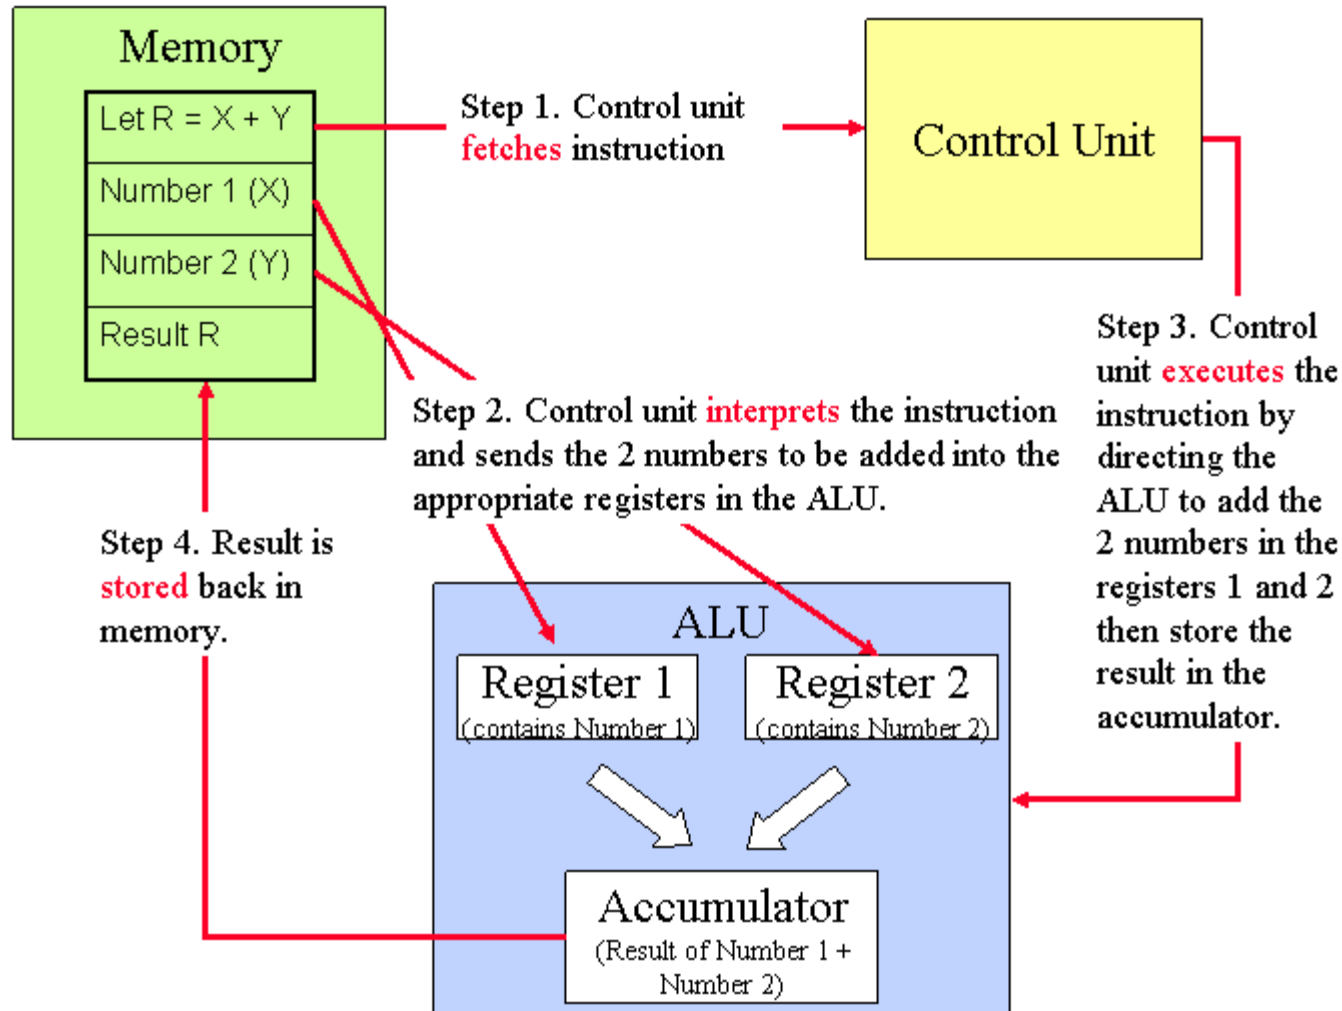 Memory
Let R = X + Y
Number 1 (X)
Number 2 (Y)
Result R
Step 1. Control unit
fetches instruction
Control Unit
Step 2. Control unit interprets the instruction
and sends the 2 numbers to be added into the
appropriate registers in the ALU.
Step 3. Control
unit executes the
instruction by
directing the
ALU to add the
2 numbers in the
registers 1 and 2
then store the
result in the
accumulator.
Step 4. Result is
stored back in
memory.
ALU
Register 1
(contains Number 1)
Register 2
(contains Number 2)
Accumulator
(Result of Number 1 +
Number 2)